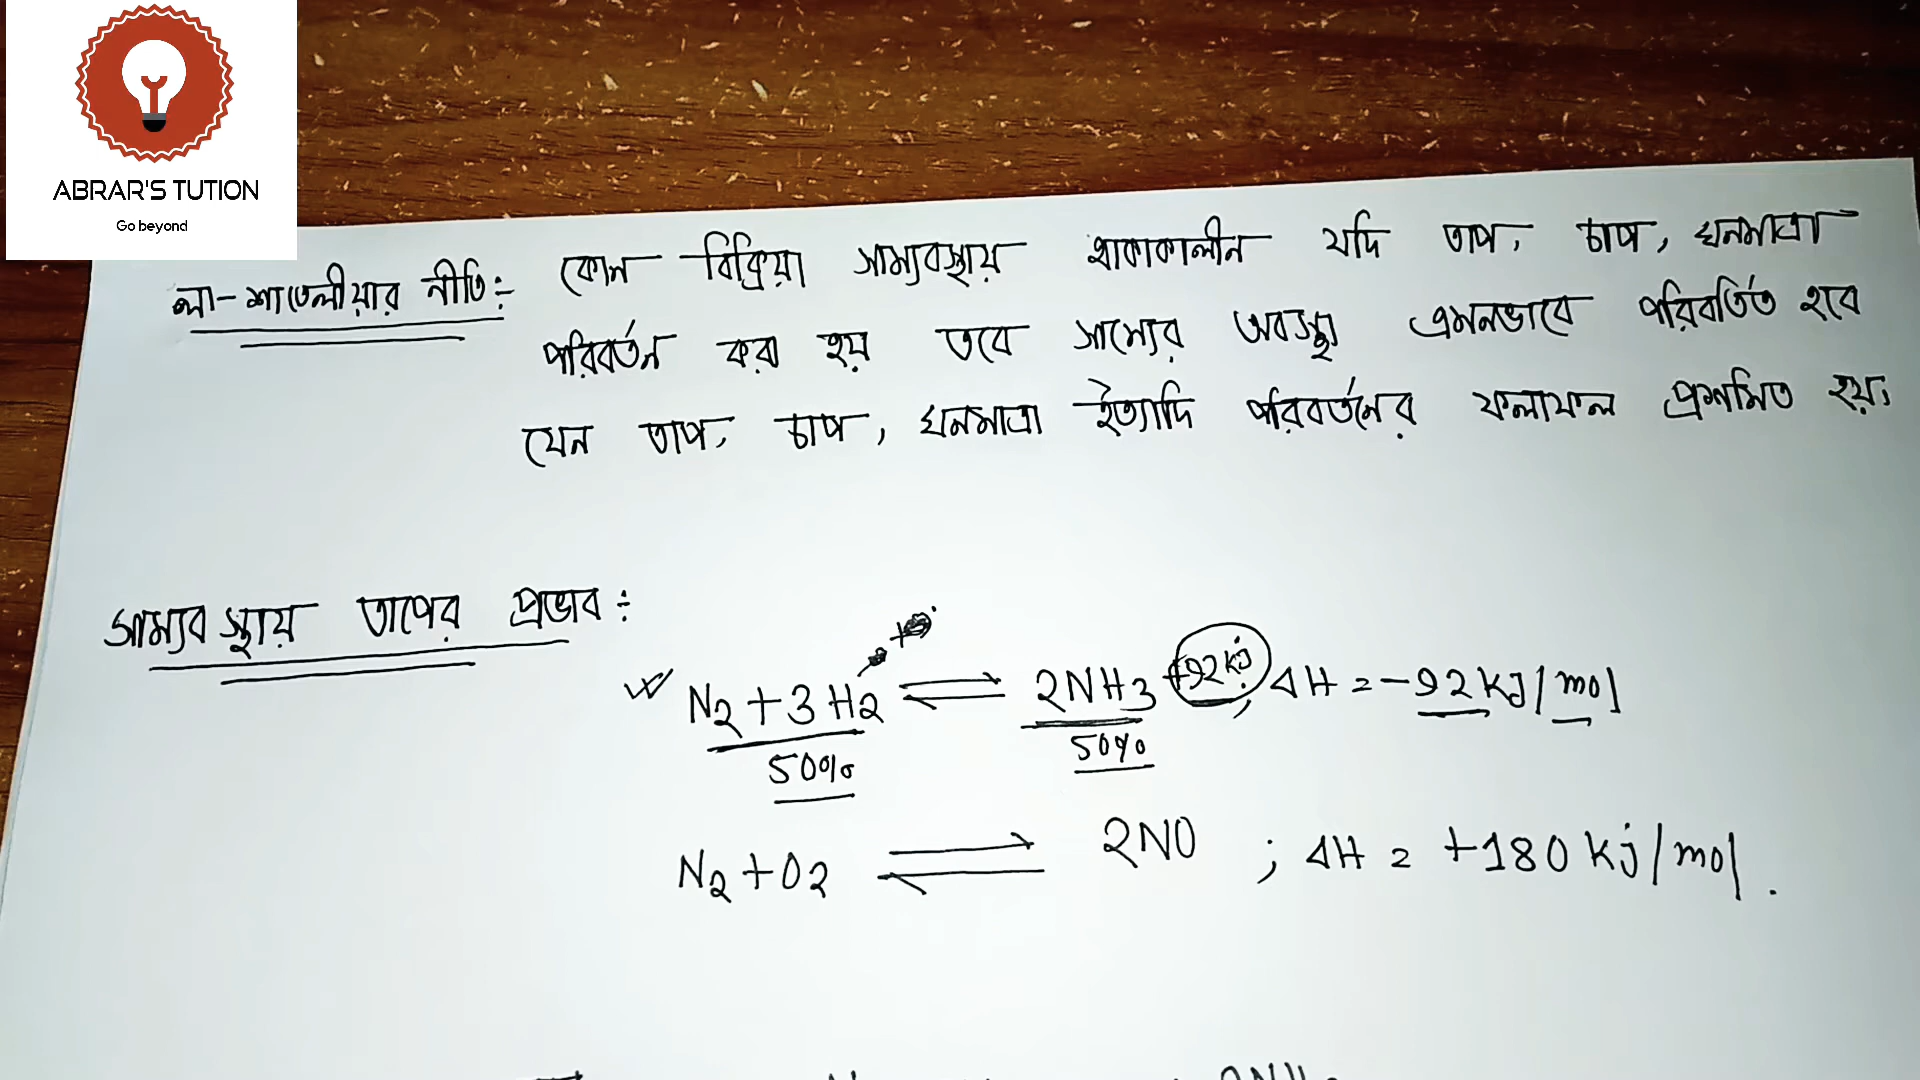 ABRAR'S TUTION
Go beyond
লা-শাতেলীয়ার নীতি:- কোন বিক্রিয়া সাম্যবস্থায় থাকাকালীন যদি তাপ, চাপ, ঘনমাত্রা
পরিবর্তন করা হয় তবে সাম্যের অবস্থা এমনভাবে পরিবর্তিত হবে
যেন তাপ, চাপ, ঘনমাত্রা ইত্যাদি পরিবর্তনের ফলাফল প্রশমিত হয়,
সাম্যবস্থায় তাপের প্রভাব ÷
N2 + 3H2 ⇌ 2NH3 +92kj ; ΔH = -92KJ/mol
50% 50%
N2 + O2 ⇌ 2NO ; ΔH = +180 Kj/mol.